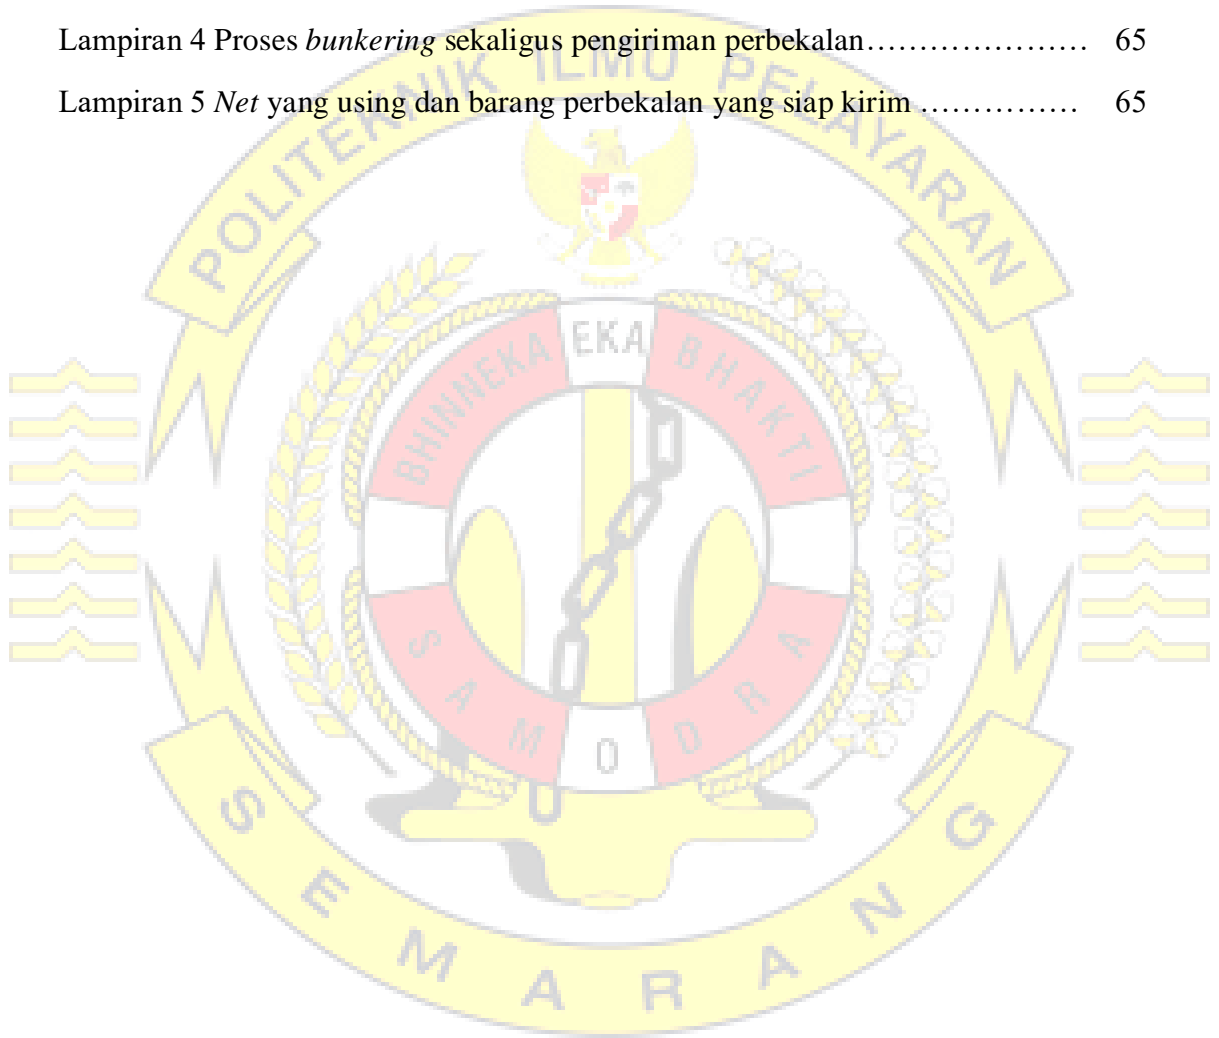 Lampiran 4 Proses bunkering sekaligus pengiriman perbekalan………………… 65
Lampiran 5 Net yang using dan barang perbekalan yang siap kirim …………… 65
POLITEKNIK ILMU PELAYARAN
BHINNEKA EKA BHAKTI
SAMODRA
SEMARANG